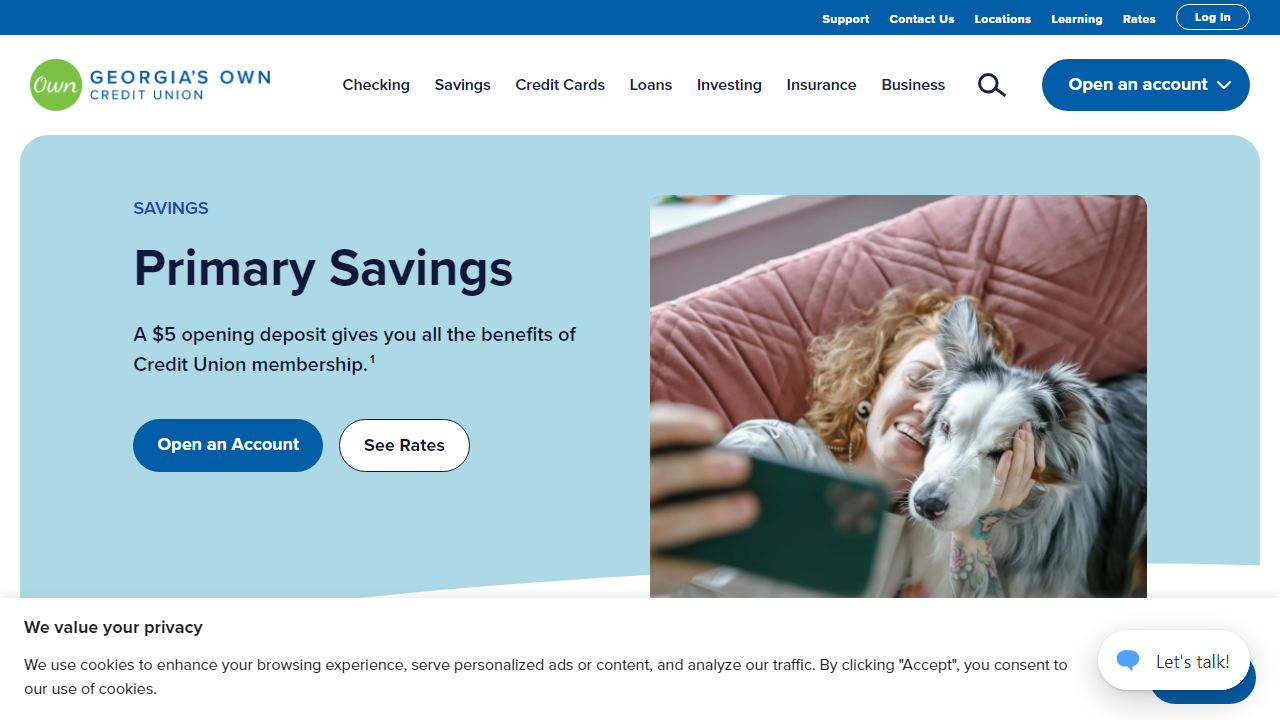 Support Contact Us Locations Learning Rates Log In
Own GEORGIA'S OWN
CREDIT UNION
Checking Savings Credit Cards Loans Investing Insurance Business Open an account
SAVINGS
Primary Savings
A $5 opening deposit gives you all the benefits of
Credit Union membership.¹
Open an Account See Rates
We value your privacy
We use cookies to enhance your browsing experience, serve personalized ads or content, and analyze our traffic. By clicking "Accept", you consent to
our use of cookies.
Let's talk!